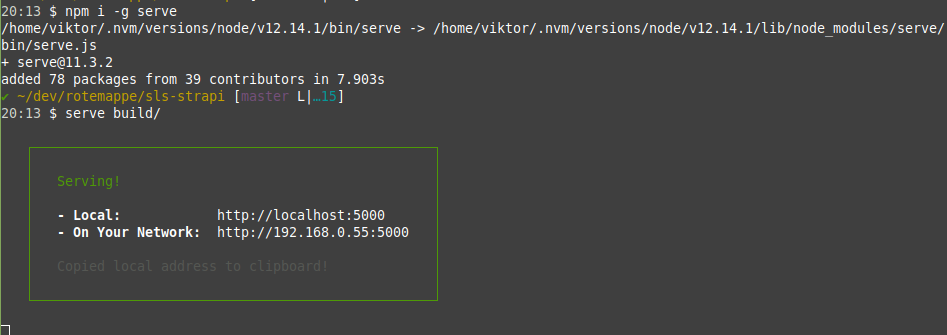 20:13 $ npm i -g serve
/home/viktor/.nvm/versions/node/v12.14.1/bin/serve -> /home/viktor/.nvm/versions/node/v12.14.1/lib/node_modules/serve/
bin/serve.js
+ serve@11.3.2
added 78 packages from 39 contributors in 7.903s
✔ ~/dev/rotemappe/sls-strapi [master L|…15]
20:13 $ serve build/
Serving!
- Local: http://localhost:5000
- On Your Network: http://192.168.0.55:5000
Copied local address to clipboard!